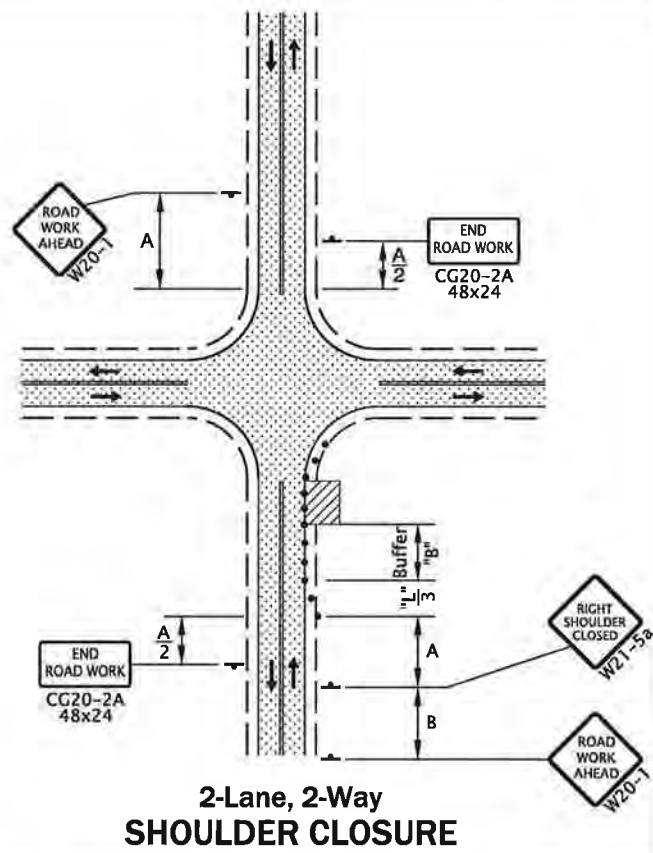 ROAD
WORK
AHEAD
W20-1
A
A
2
END
ROAD WORK
CG20-2A
48x24
Buffer
"B"
"L"
3
A
2
END
ROAD WORK
CG20-2A
48x24
A
B
RIGHT
SHOULDER
CLOSED
W21-5a
ROAD
WORK
AHEAD
W20-1
2-Lane, 2-Way
SHOULDER CLOSURE